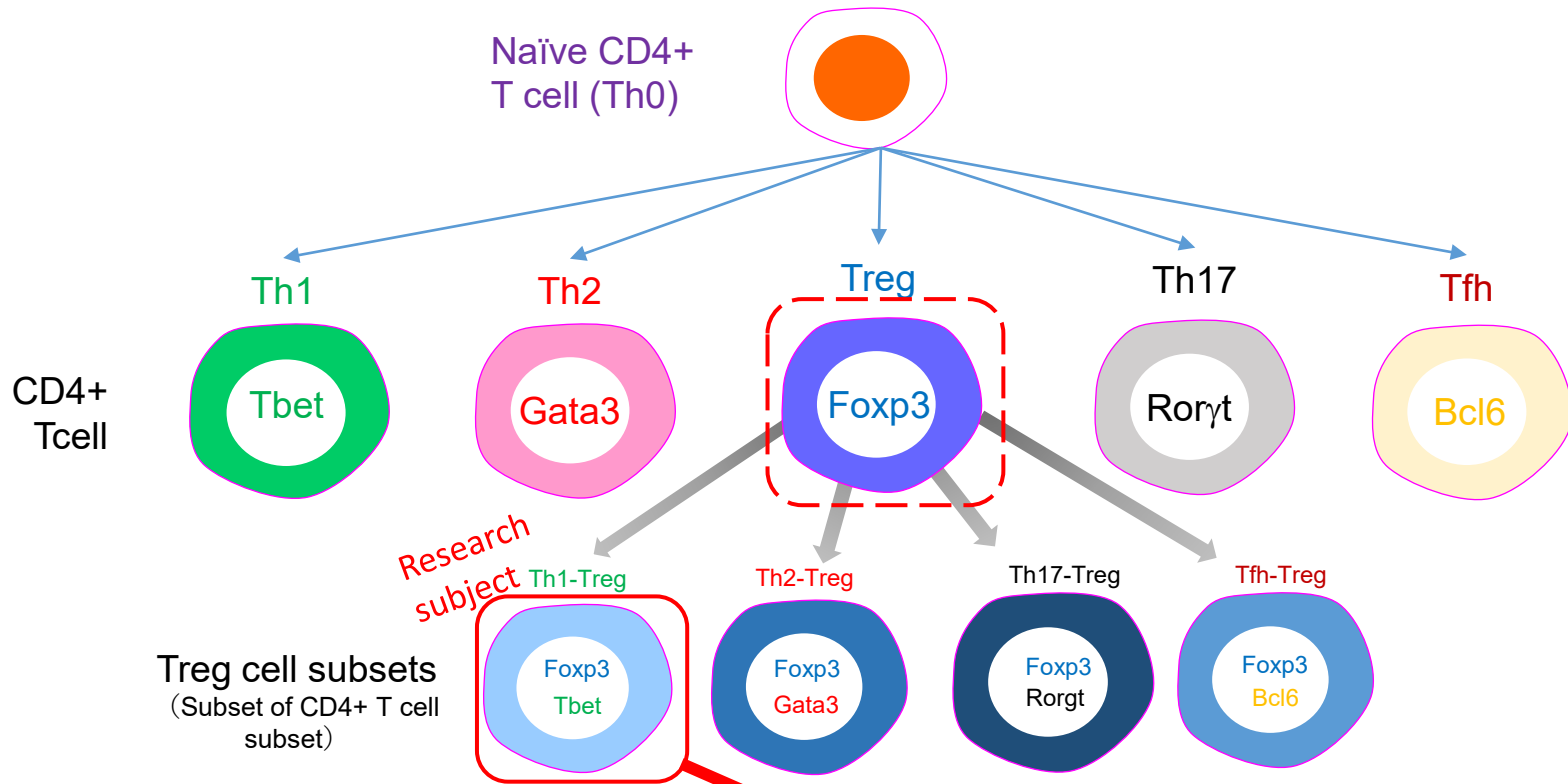 Naïve CD4+
T cell (Th0)
Th1
Th2
Treg
Th17
Tfh
CD4+
Tcell
Tbet
Gata3
Foxp3
Rorγt
Bcl6
Research
subject
Th1-Treg
Th2-Treg
Th17-Treg
Tfh-Treg
Treg cell subsets
（Subset of CD4+ T cell
subset）
Foxp3
Tbet
Foxp3
Gata3
Foxp3
Rorgt
Foxp3
Bcl6